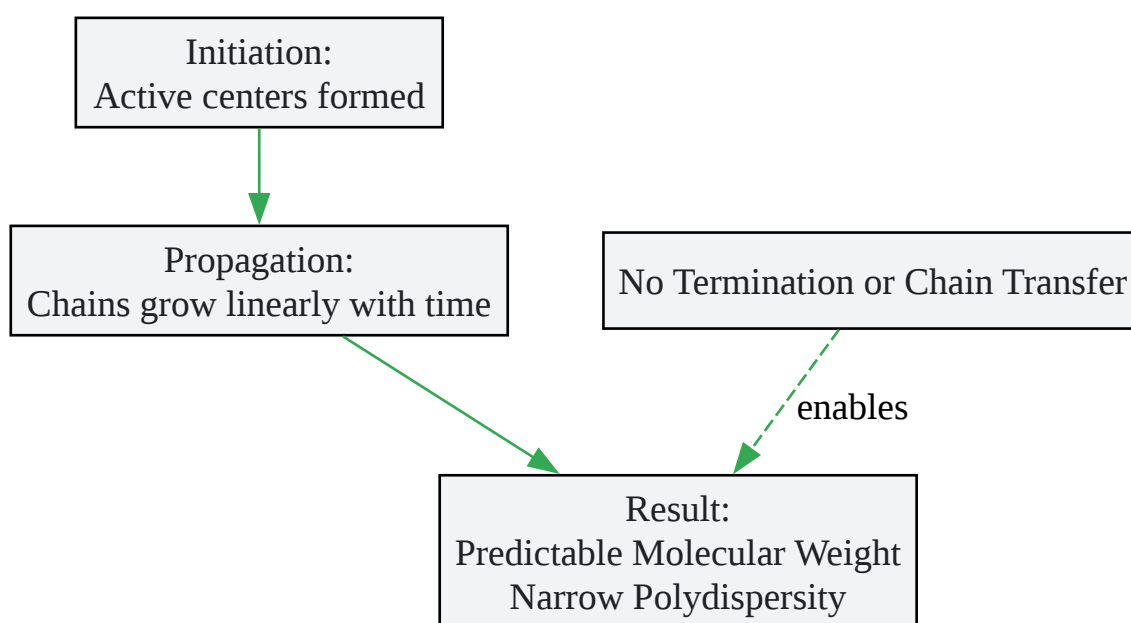 Initiation:
Active centers formed
Propagation:
Chains grow linearly with time
No Termination or Chain Transfer
enables
Result:
Predictable Molecular Weight
Narrow Polydispersity